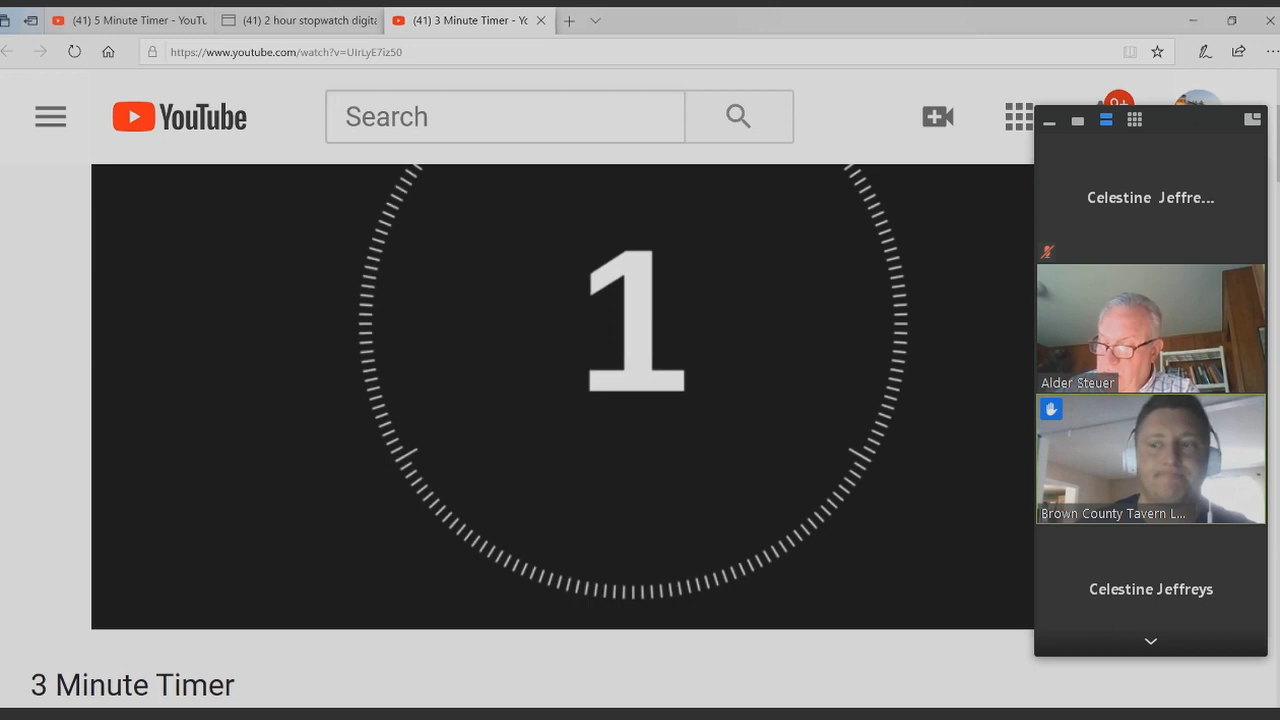 (41) 5 Minute Timer - YouTu
(41) 2 hour stopwatch digita
(41) 3 Minute Timer - Yo
https://www.youtube.com/watch?v=UIrLyE7iz50
YouTube
Search
9+
Celestine Jeffre...
1
Alder Steuer
Brown County Tavern L...
Celestine Jeffreys
3 Minute Timer